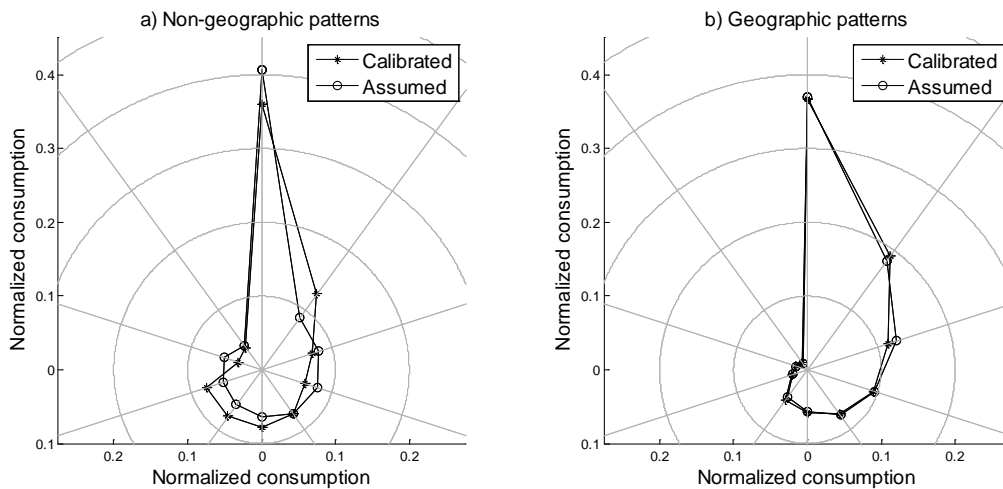 a) Non-geographic patterns
Calibrated
Assumed
Normalized consumption
0.4
0.3
0.2
0.1
0
0.1
0.2
0.1
0
0.1
0.2
Normalized consumption
b) Geographic patterns
Calibrated
Assumed
Normalized consumption
0.4
0.3
0.2
0.1
0
0.1
0.2
0.1
0
0.1
0.2
Normalized consumption